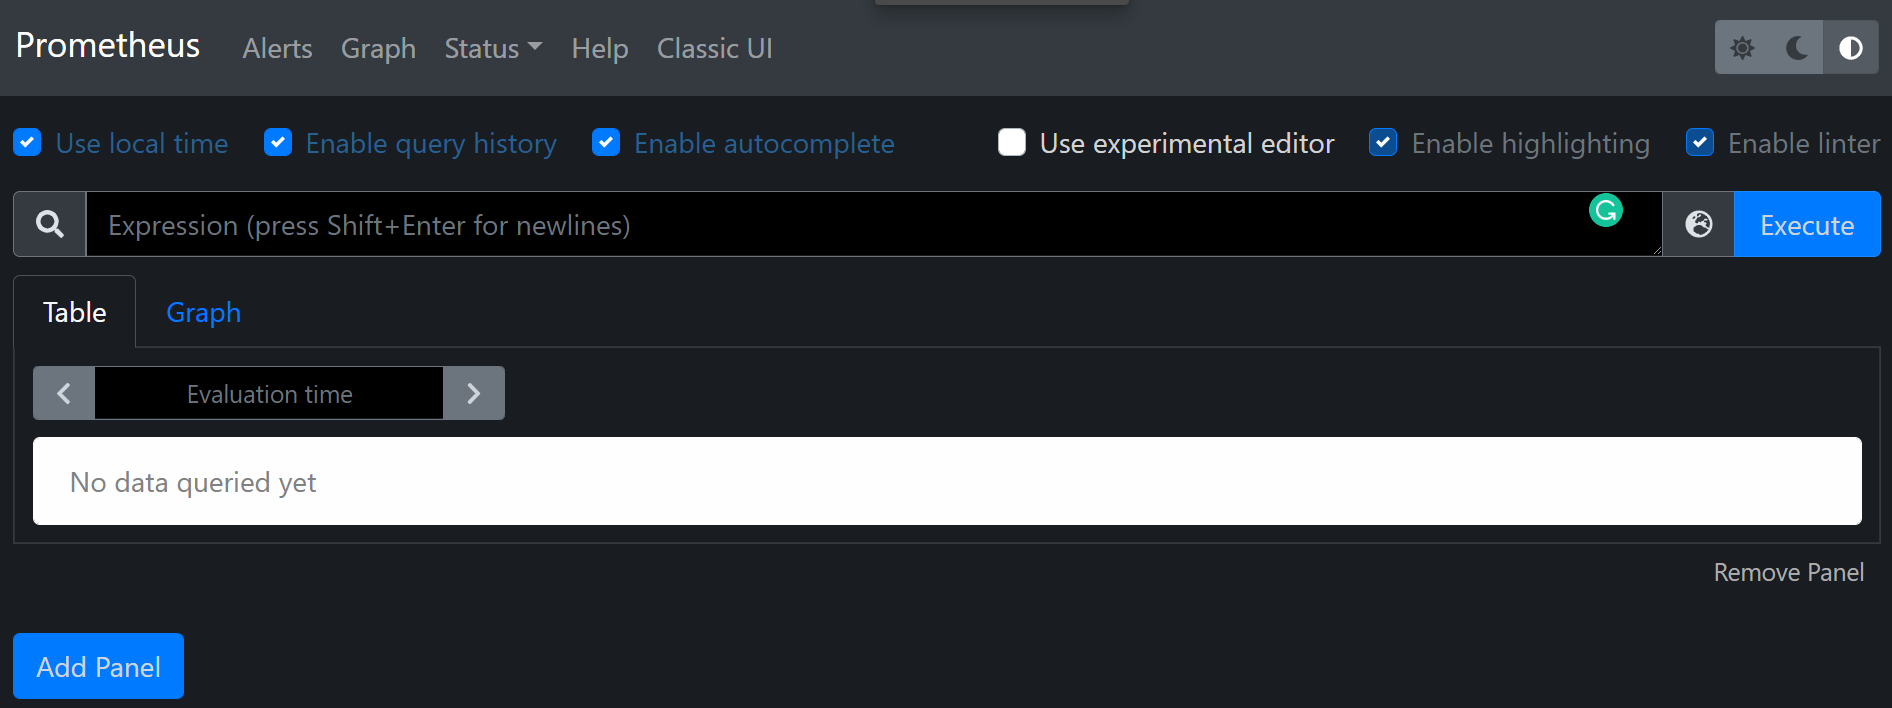 Prometheus Alerts Graph Status Help Classic UI
Use local time Enable query history Enable autocomplete Use experimental editor Enable highlighting Enable linter
Expression (press Shift+Enter for newlines) Execute
Table Graph
Evaluation time
No data queried yet
Remove Panel
Add Panel